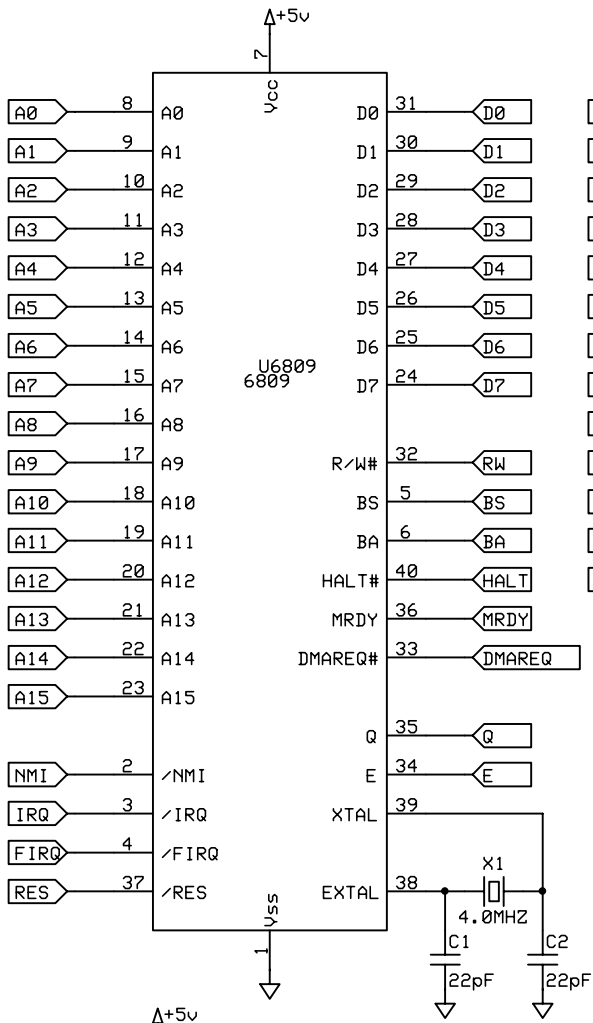 +5v
7
Vcc
A0 8 A0 D0 31 D0
A1 9 A1 D1 30 D1
A2 10 A2 D2 29 D2
A3 11 A3 D3 28 D3
A4 12 A4 D4 27 D4
A5 13 A5 D5 26 D5
A6 14 A6 D6 25 D6
U6809
6809
A7 15 A7 D7 24 D7
A8 16 A8
A9 17 A9 R/W# 32 RW
A10 18 A10 BS 5 BS
A11 19 A11 BA 6 BA
A12 20 A12 HALT# 40 HALT
A13 21 A13 MRDY 36 MRDY
A14 22 A14 DMAREQ# 33 DMAREQ
A15 23 A15
Q 35 Q
NMI 2 /NMI E 34 E
IRQ 3 /IRQ XTAL 39
FIRQ 4 /FIRQ
X1
RES 37 /RES EXTAL 38
4.0MHZ
Vss
1
C1 C2
22pF 22pF
+5v